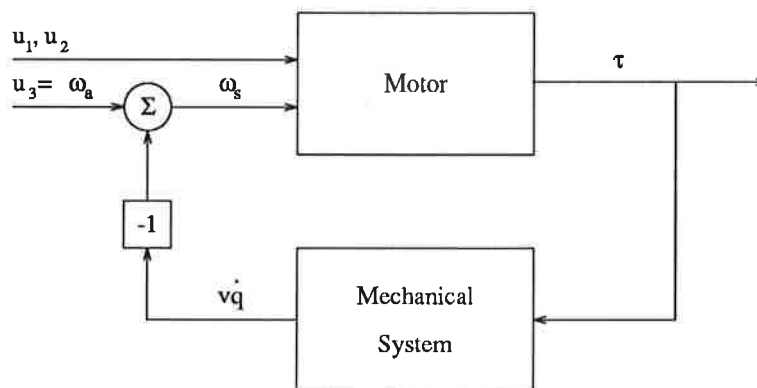 u₁, u₂
u₃= ωₐ
Σ
ωₛ
Motor
τ
-1
vq̇
Mechanical
System